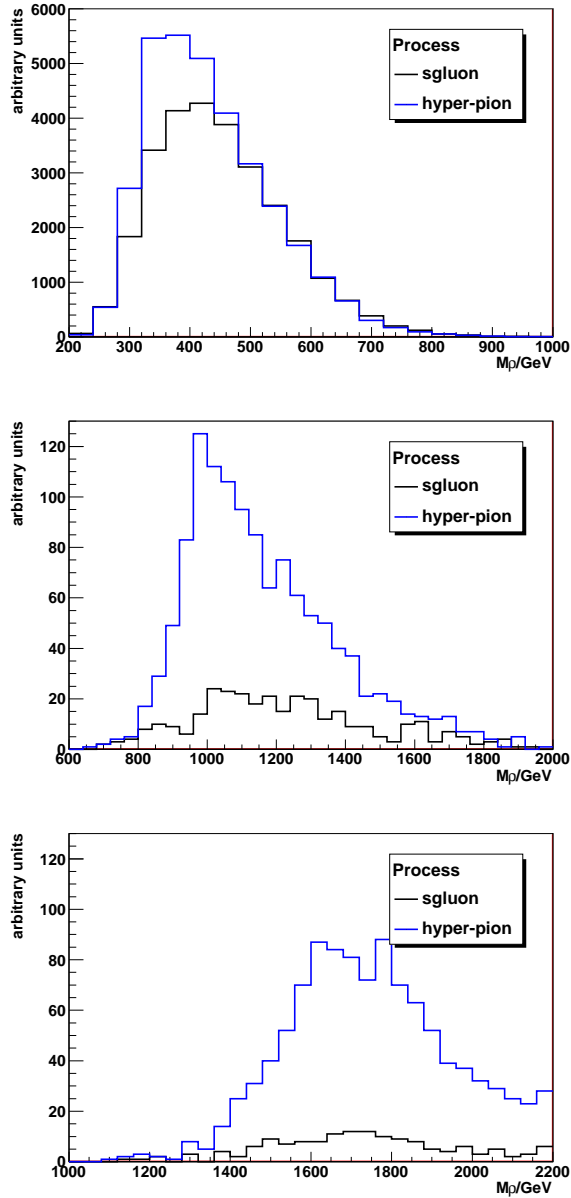 arbitrary units
6000
5000
4000
3000
2000
1000
0
Process
sgluon
hyper-pion
200 300 400 500 600 700 800 900 1000
Mρ/GeV
arbitrary units
120
100
80
60
40
20
0
Process
sgluon
hyper-pion
600 800 1000 1200 1400 1600 1800 2000
Mρ/GeV
arbitrary units
120
100
80
60
40
20
0
Process
sgluon
hyper-pion
1000 1200 1400 1600 1800 2000 2200
Mρ/GeV